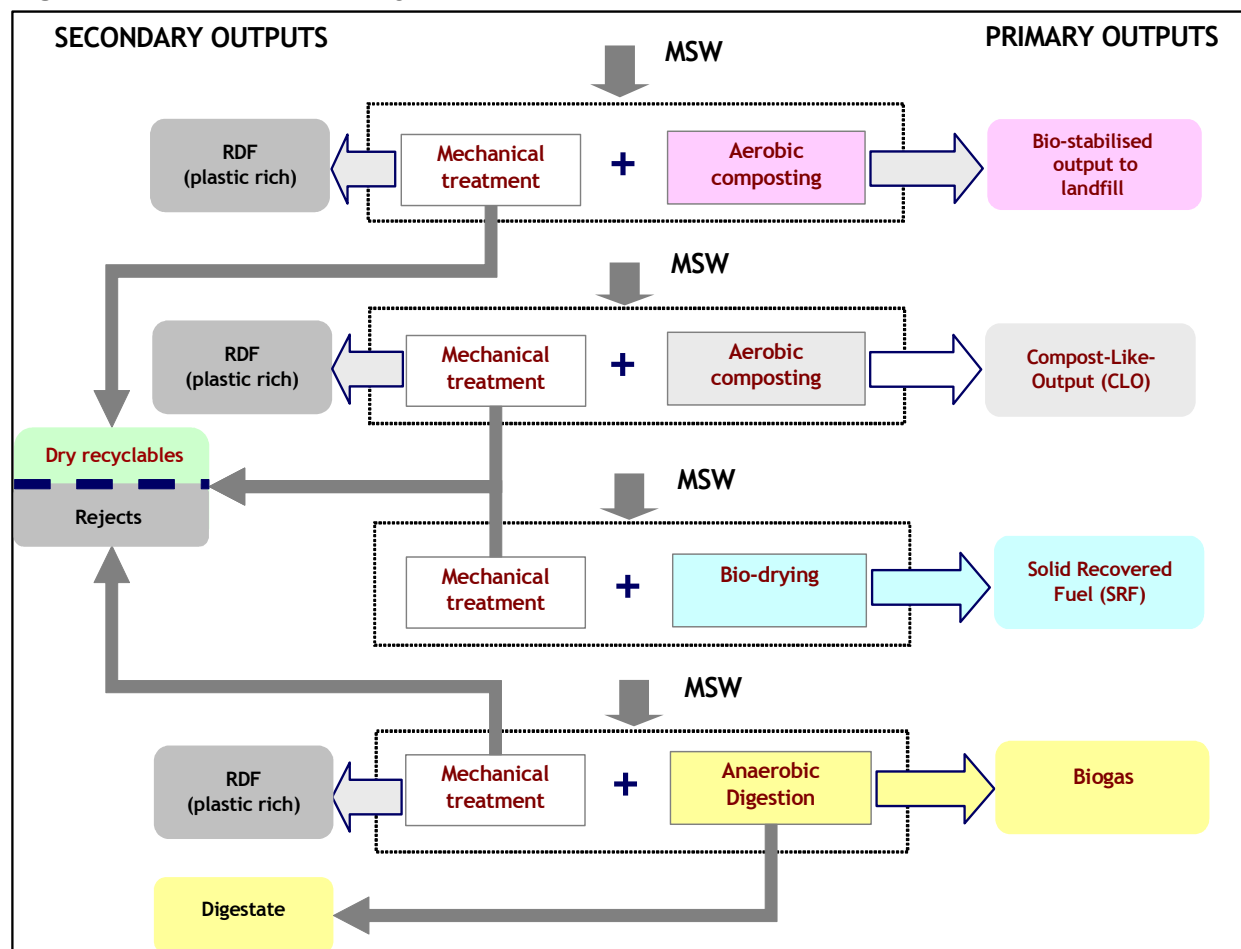 SECONDARY OUTPUTS
MSW
PRIMARY OUTPUTS
RDF
(plastic rich)
Mechanical
treatment
+
Aerobic
composting
Bio-stabilised
output to
landfill
MSW
RDF
(plastic rich)
Mechanical
treatment
+
Aerobic
composting
Compost-Like-
Output (CLO)
Dry recyclables
Rejects
MSW
Mechanical
treatment
+
Bio-drying
Solid Recovered
Fuel (SRF)
MSW
RDF
(plastic rich)
Mechanical
treatment
+
Anaerobic
Digestion
Biogas
Digestate